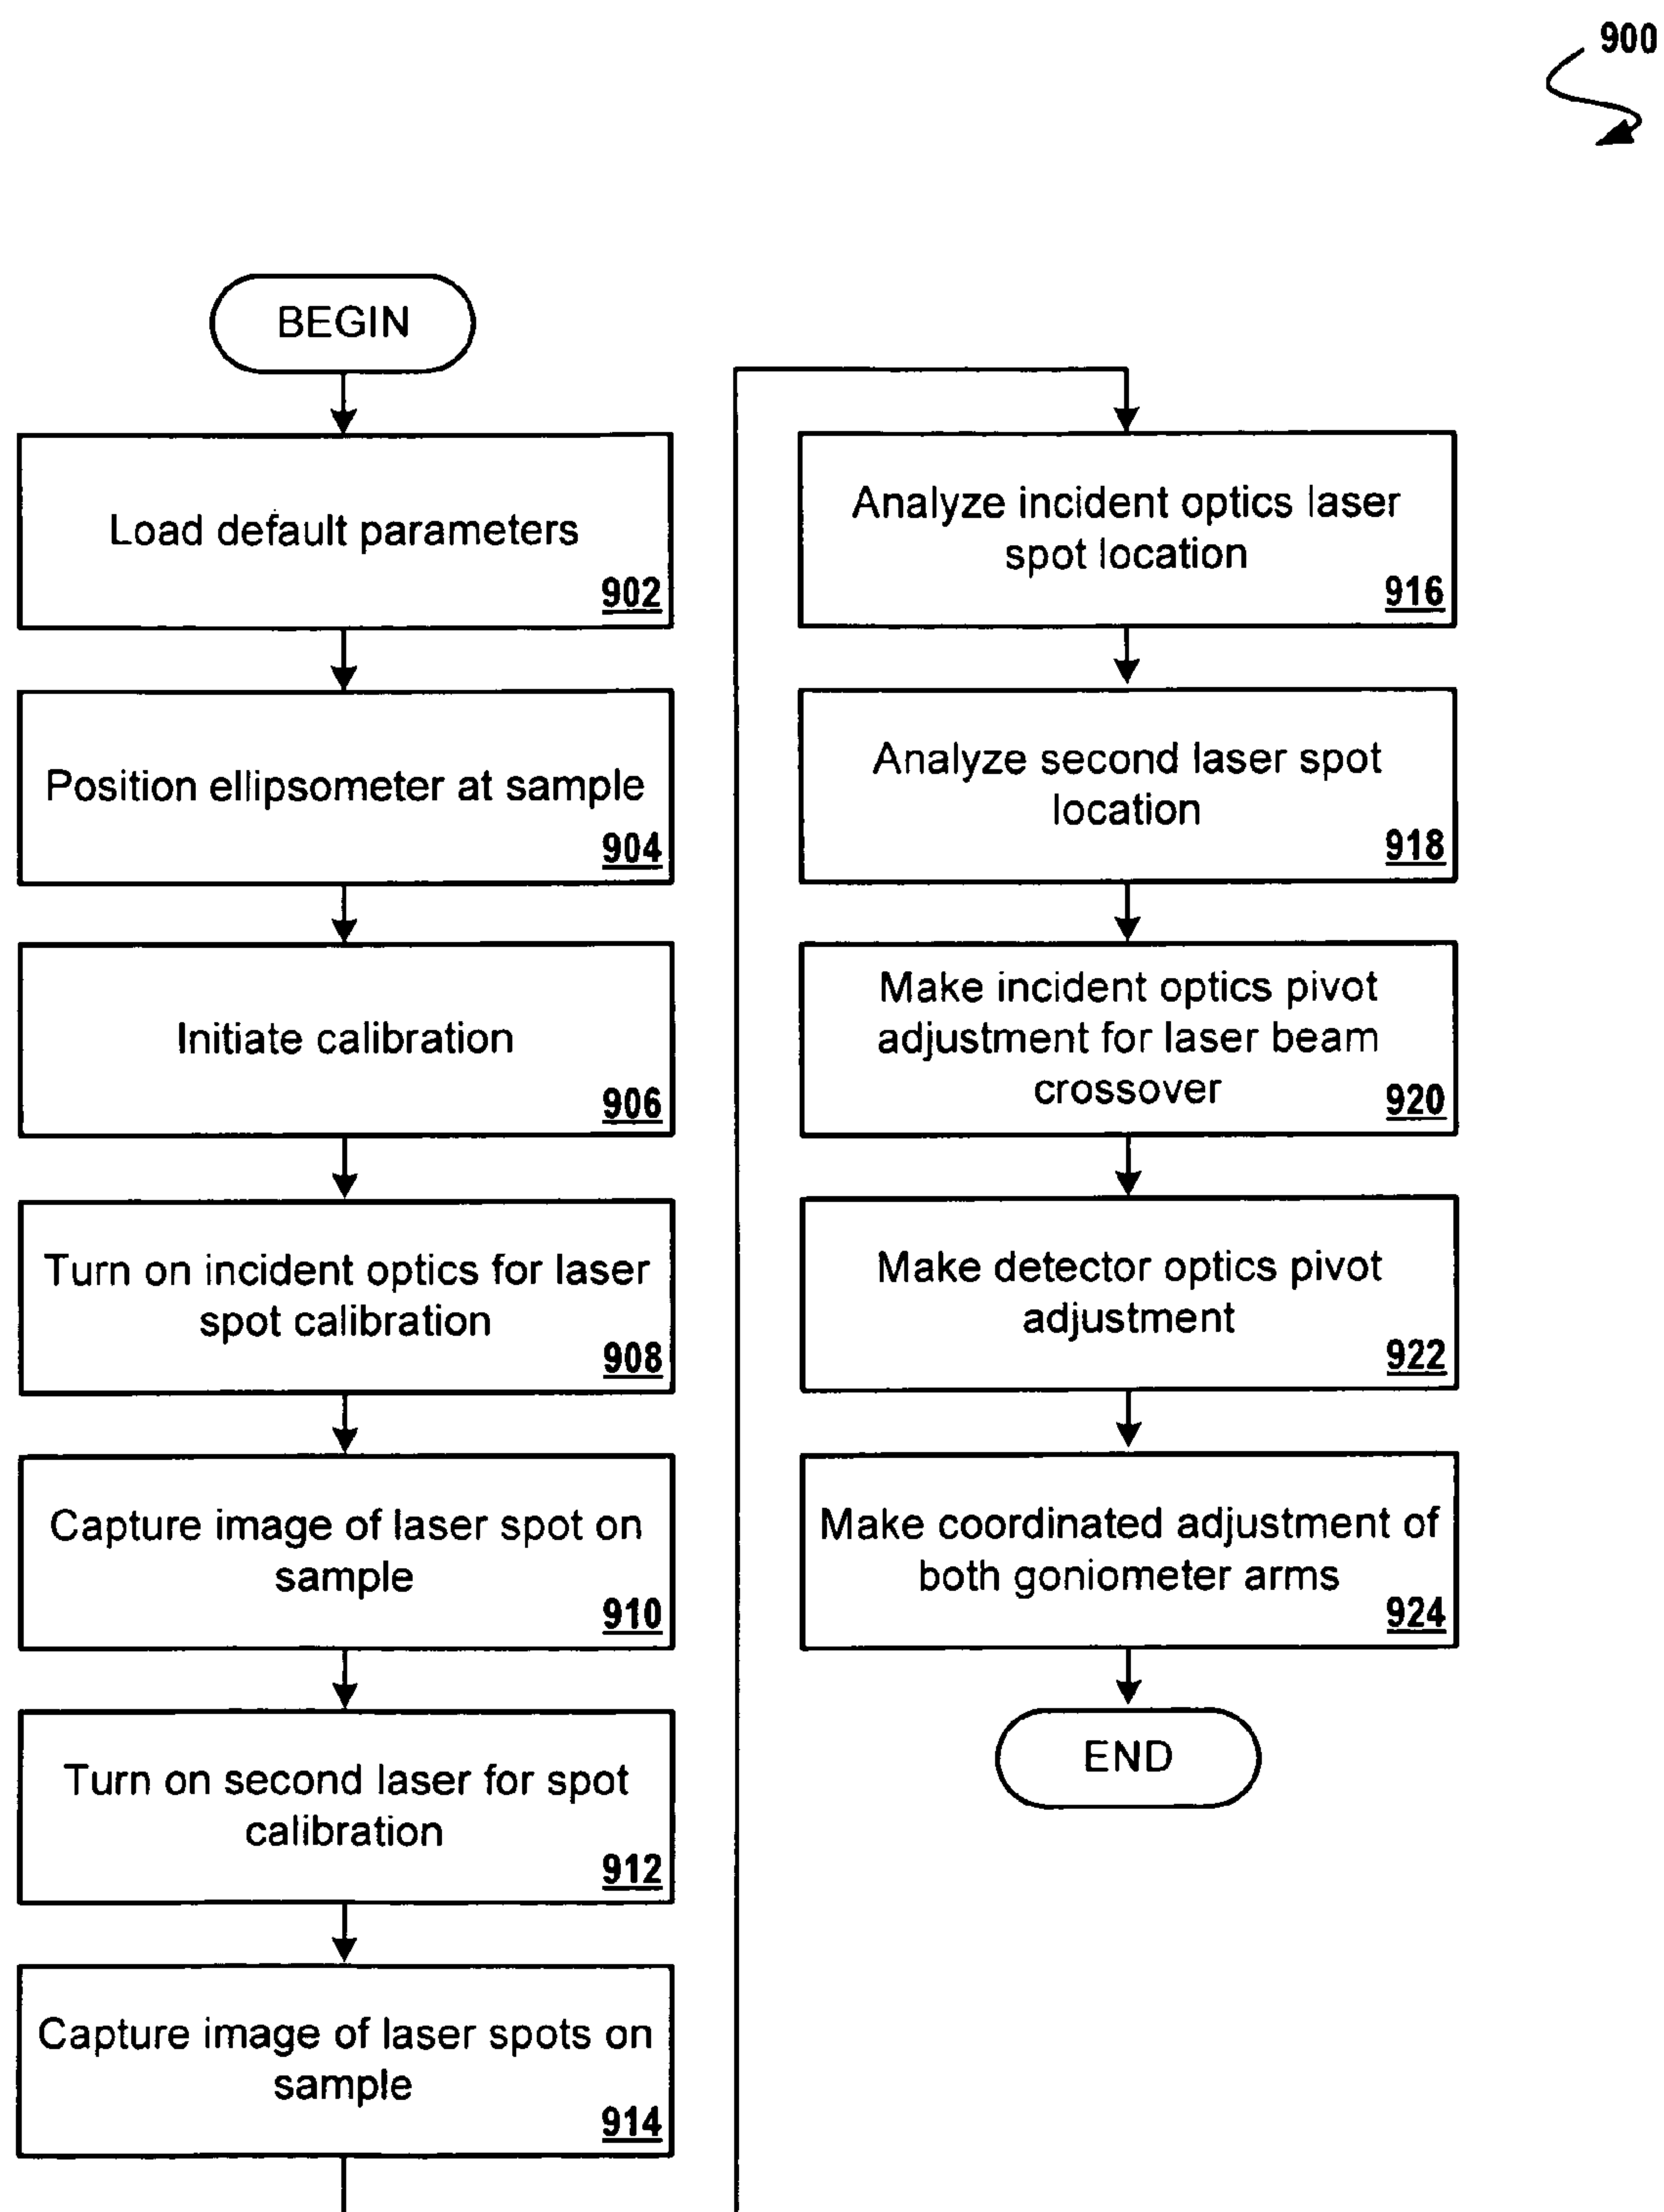 900
BEGIN
Load default parameters
902
Position ellipsometer at sample
904
Initiate calibration
906
Turn on incident optics for laser
spot calibration
908
Capture image of laser spot on
sample
910
Turn on second laser for spot
calibration
912
Capture image of laser spots on
sample
914
Analyze incident optics laser
spot location
916
Analyze second laser spot
location
918
Make incident optics pivot
adjustment for laser beam
crossover
920
Make detector optics pivot
adjustment
922
Make coordinated adjustment of
both goniometer arms
924
END